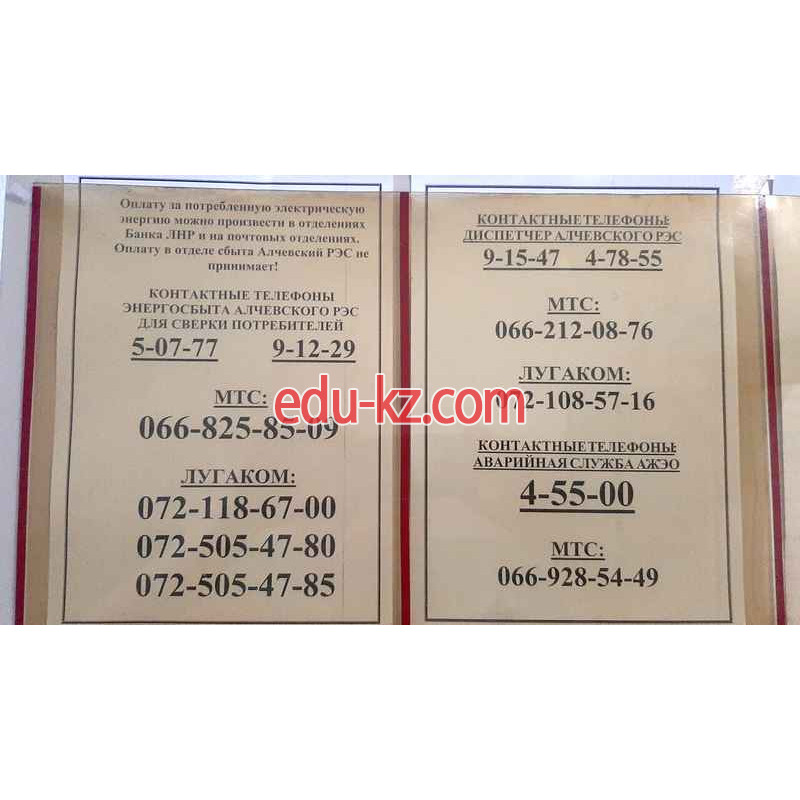 Оплату за потребленную электрическую
энергию можно произвести в отделениях
Банка ЛНР и на почтовых отделениях.
Оплату в отделе сбыта Алчевский РЭС не
принимает!
КОНТАКТНЫЕ ТЕЛЕФОНЫ
ЭНЕРГОСБЫТА АЛЧЕВСКОГО РЭС
ДЛЯ СВЕРКИ ПОТРЕБИТЕЛЕЙ
5-07-77 9-12-29
МТС:
066-825-85-09
ЛУГАКОМ:
072-118-67-00
072-505-47-80
072-505-47-85
КОНТАКТНЫЕ ТЕЛЕФОНЫ:
ДИСПЕТЧЕР АЛЧЕВСКОГО РЭС
9-15-47 4-78-55
МТС:
066-212-08-76
ЛУГАКОМ:
072-108-57-16
КОНТАКТНЫЕ ТЕЛЕФОНЫ:
АВАРИЙНАЯ СЛУЖБА АЖЭО
4-55-00
МТС:
066-928-54-49
edu-kz.com